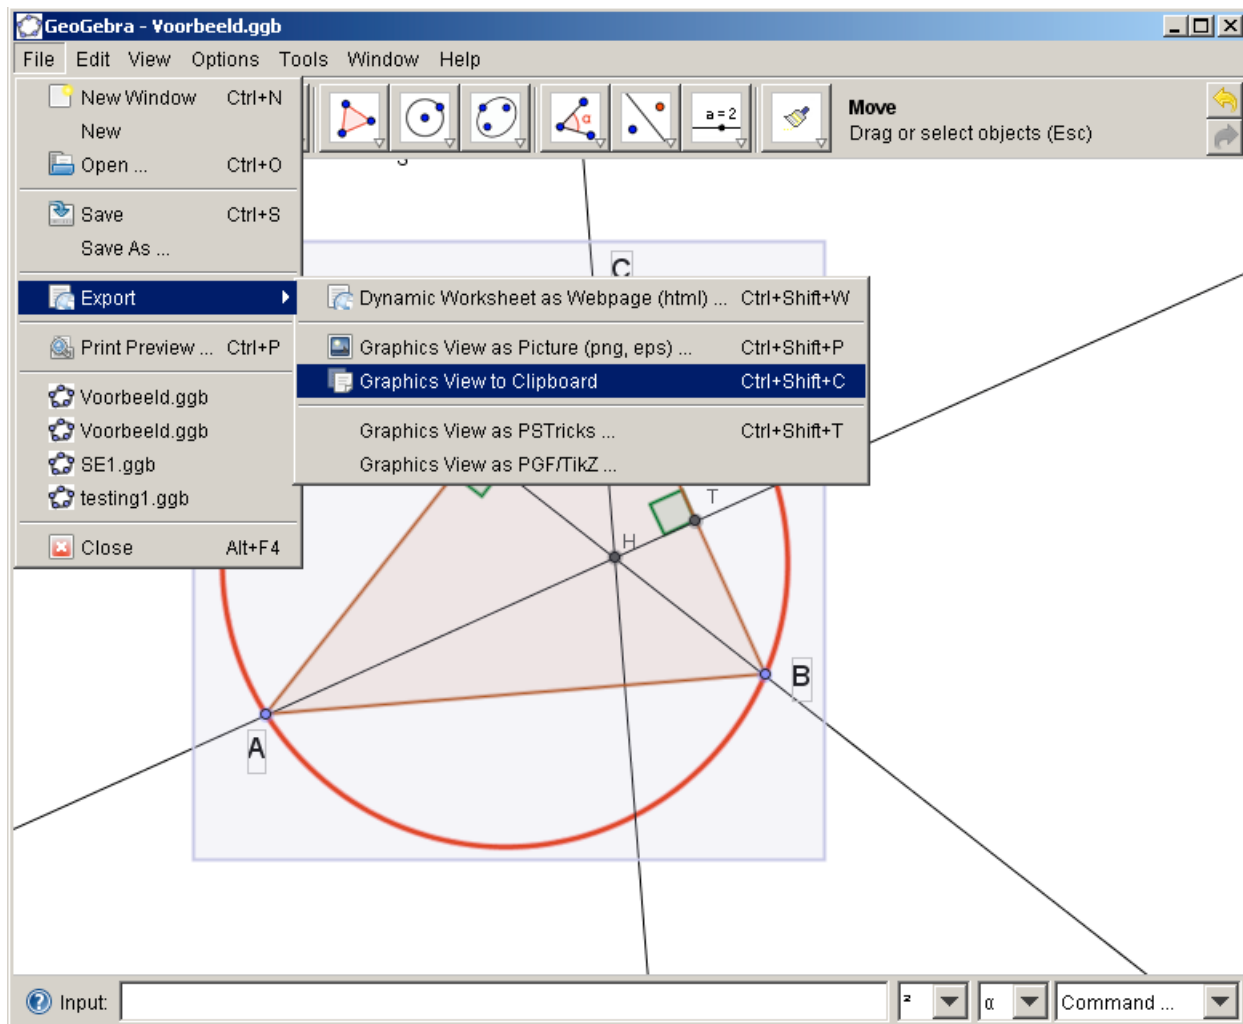 GeoGebra - Voorbeeld.ggb
File Edit View Options Tools Window Help
New Window Ctrl+N
New
Open ... Ctrl+O
Save Ctrl+S
Save As ...
Export
Print Preview ... Ctrl+P
Voorbeeld.ggb
Voorbeeld.ggb
SE1.ggb
testing1.ggb
Close Alt+F4
α
a = 2
Move
Drag or select objects (Esc)
C
Dynamic Worksheet as Webpage (html) ... Ctrl+Shift+W
Graphics View as Picture (png, eps) ... Ctrl+Shift+P
Graphics View to Clipboard Ctrl+Shift+C
Graphics View as PSTricks ... Ctrl+Shift+T
Graphics View as PGF/TikZ ...
T
H
B
A
Input: ² α Command ...